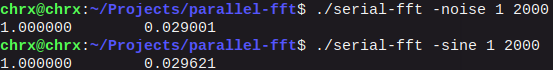 chrx@chrx:~/Projects/parallel-fft$ ./serial-fft -noise 1 2000
1.000000        0.029001
chrx@chrx:~/Projects/parallel-fft$ ./serial-fft -sine 1 2000
1.000000        0.029621